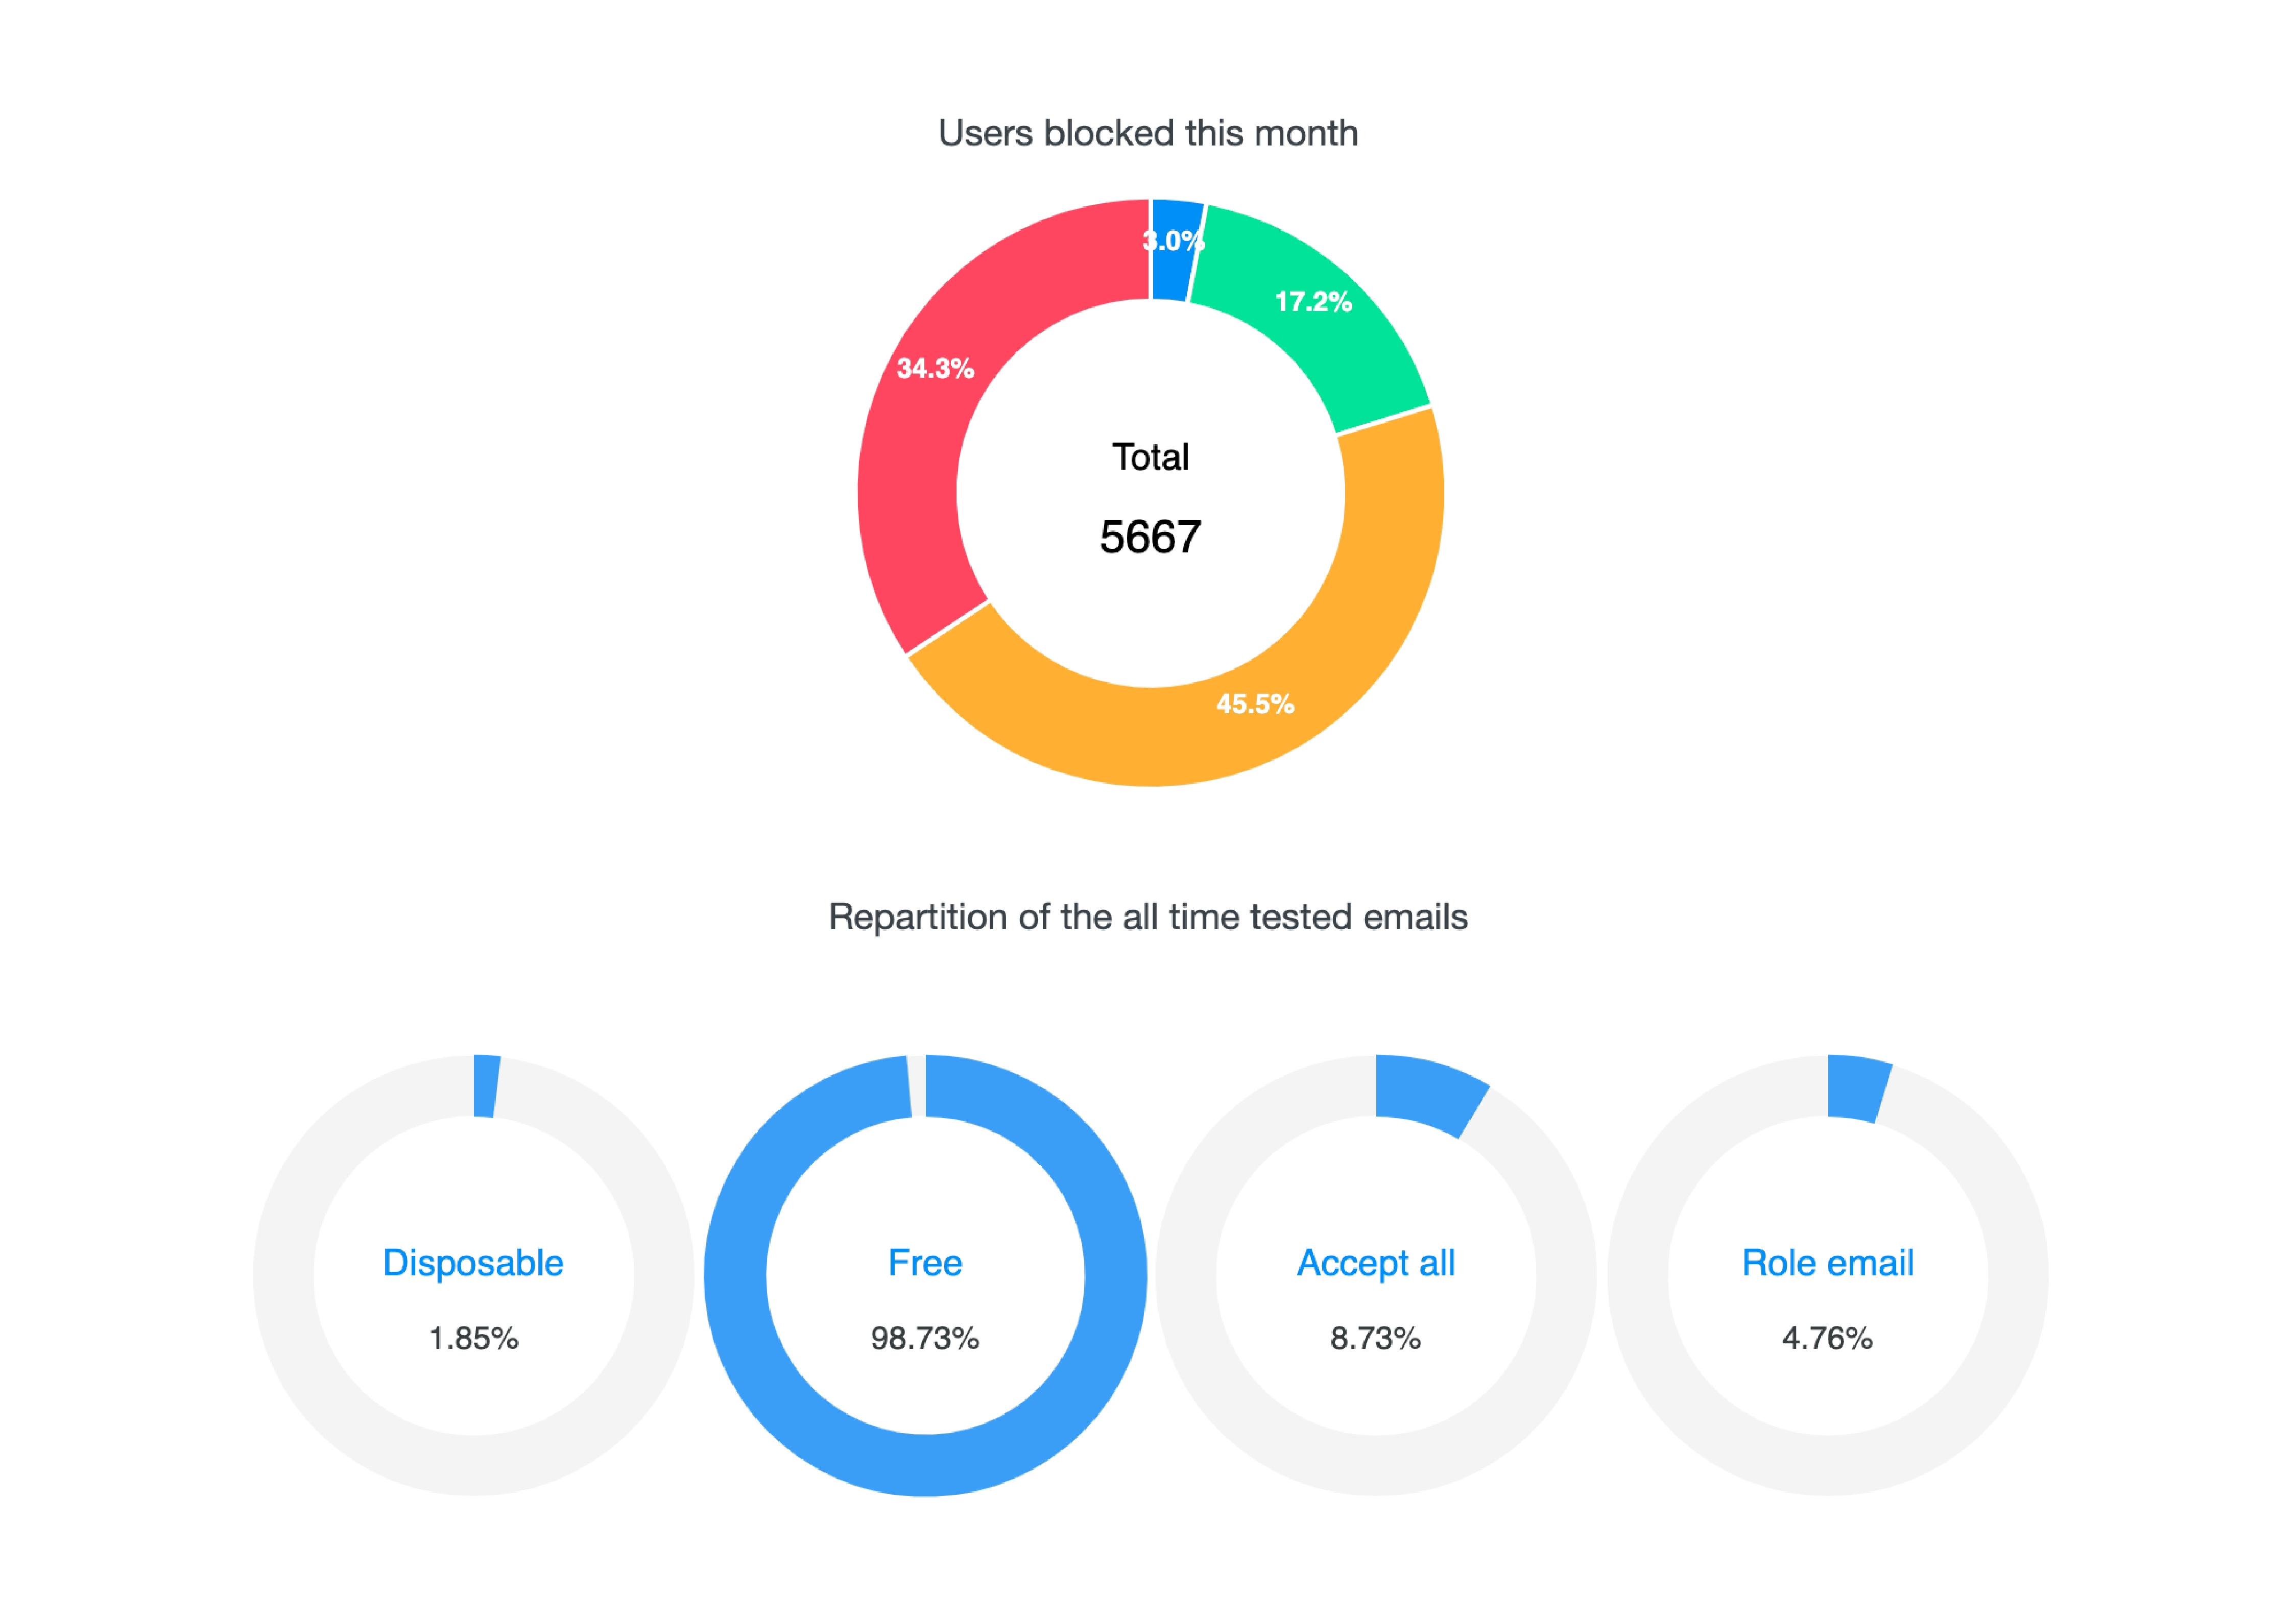 Users blocked this month
3.0%
17.2%
34.3%
Total
5667
45.5%
Repartition of the all time tested emails
Disposable
Free
Accept all
Role email
1.85%
98.73%
8.73%
4.76%